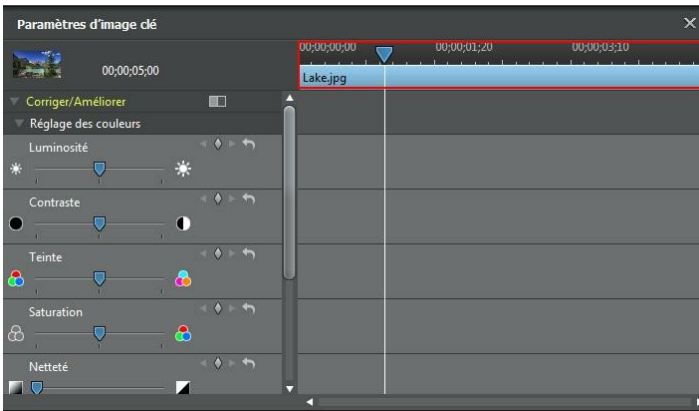 Paramètres d'image clé
00;00;00;00 00;00;01;20 00;00;03;10
00;00;05;00
Lake.jpg
Corriger/Améliorer
Réglage des couleurs
Luminosité
Contraste
Teinte
Saturation
Netteté